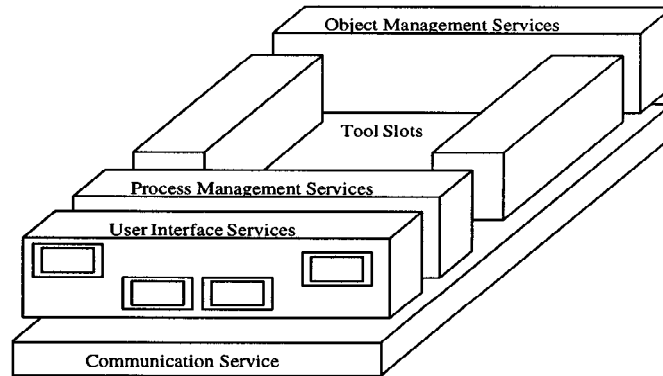 Object Management Services
Tool Slots
Process Management Services
User Interface Services
Communication Service